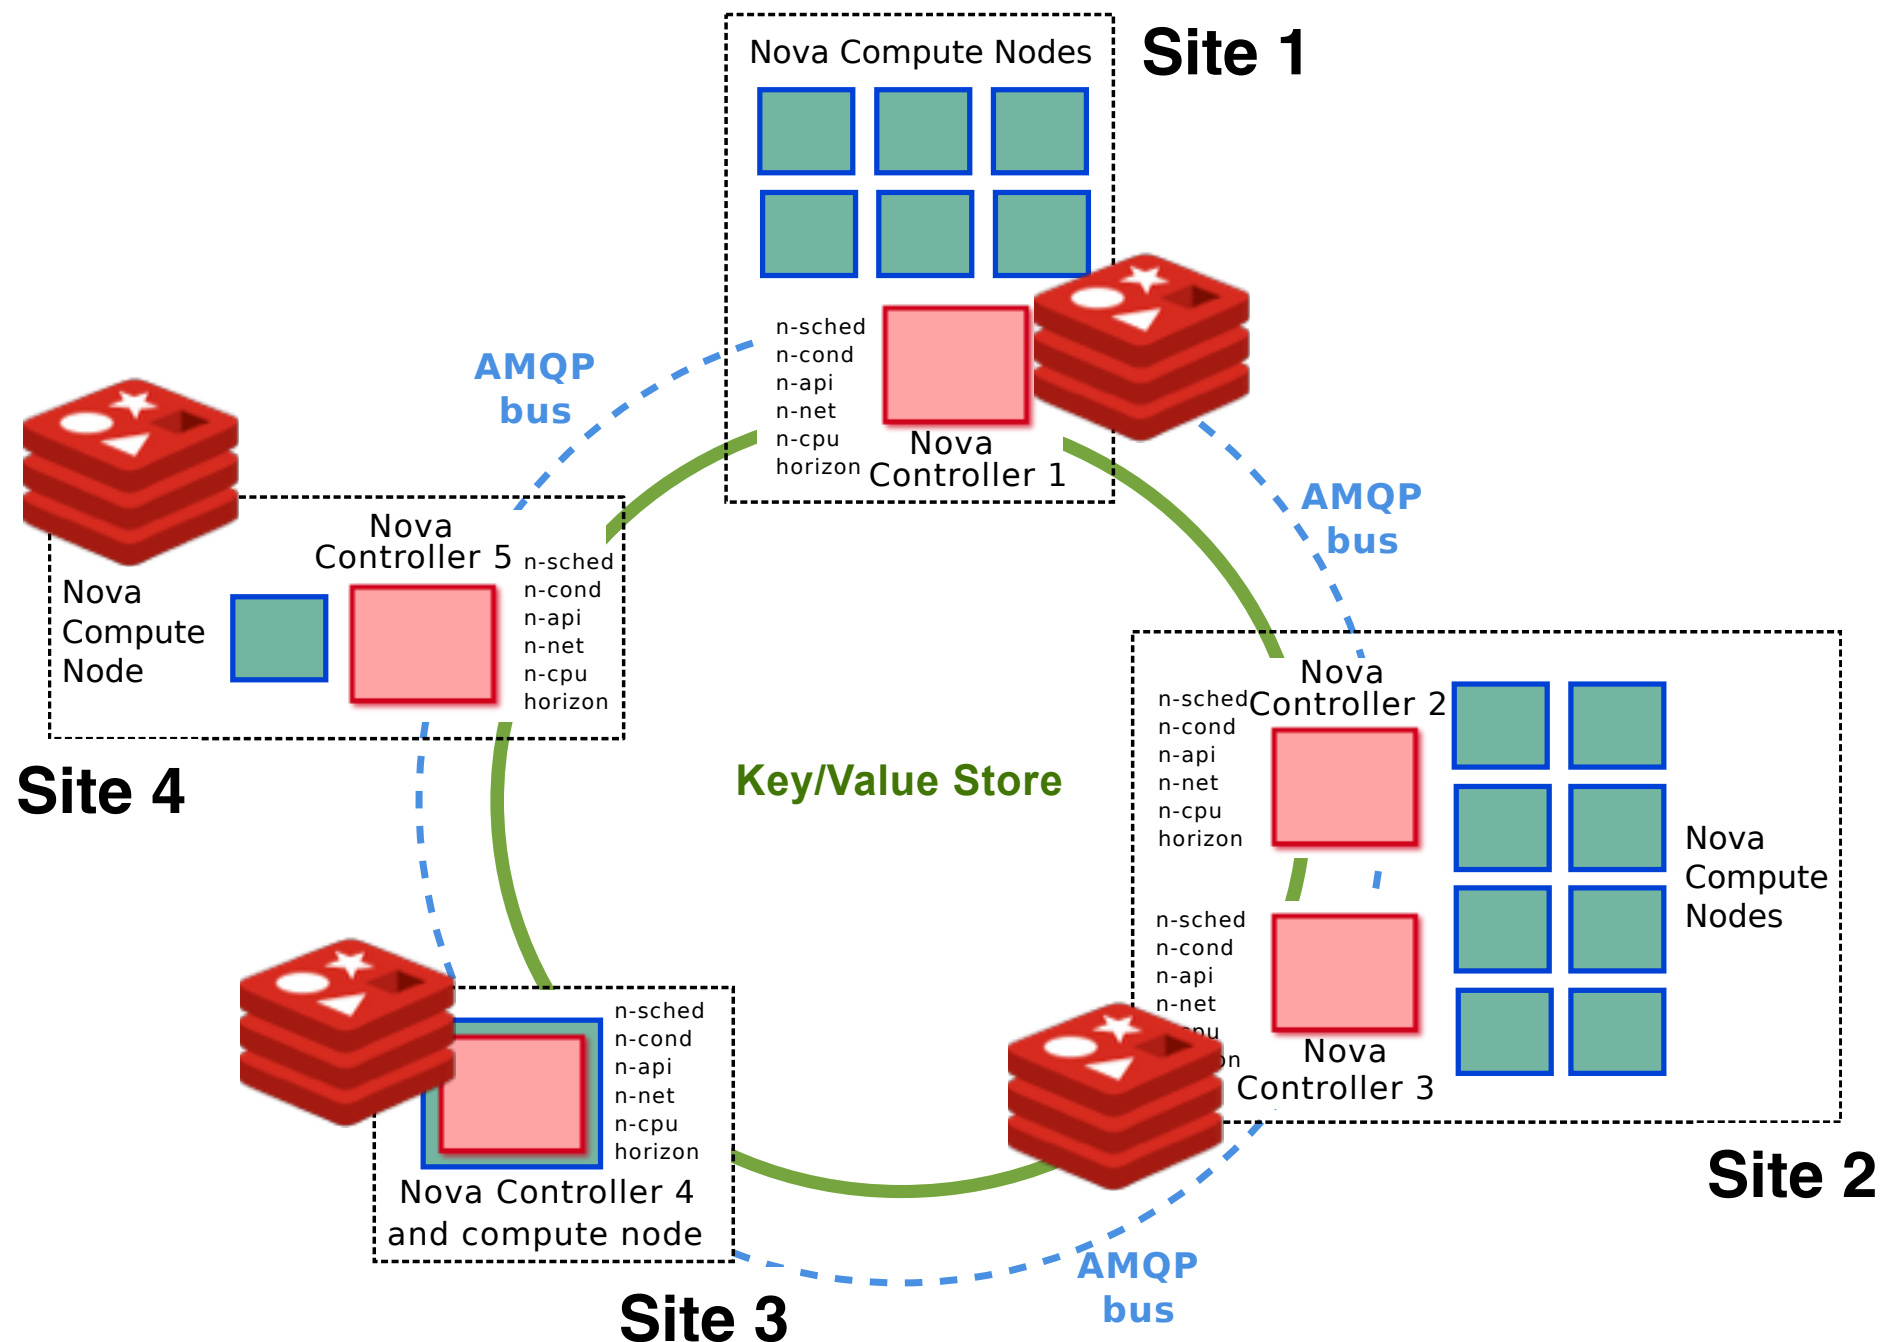 Site 1
Nova Compute Nodes
n-sched
n-cond
n-api
n-net
n-cpu
horizon
Nova
Controller 1
AMQP
bus
AMQP
bus
Nova
Controller 5
n-sched
n-cond
n-api
n-net
n-cpu
horizon
Nova
Compute
Node
Site 4
Key/Value Store
Nova
Controller 2
n-sched
n-cond
n-api
n-net
n-cpu
horizon
Nova
Compute
Nodes
n-sched
n-cond
n-api
n-net
Nova
Controller 3
Site 2
n-sched
n-cond
n-api
n-net
n-cpu
horizon
Nova Controller 4
and compute node
Site 3
AMQP
bus